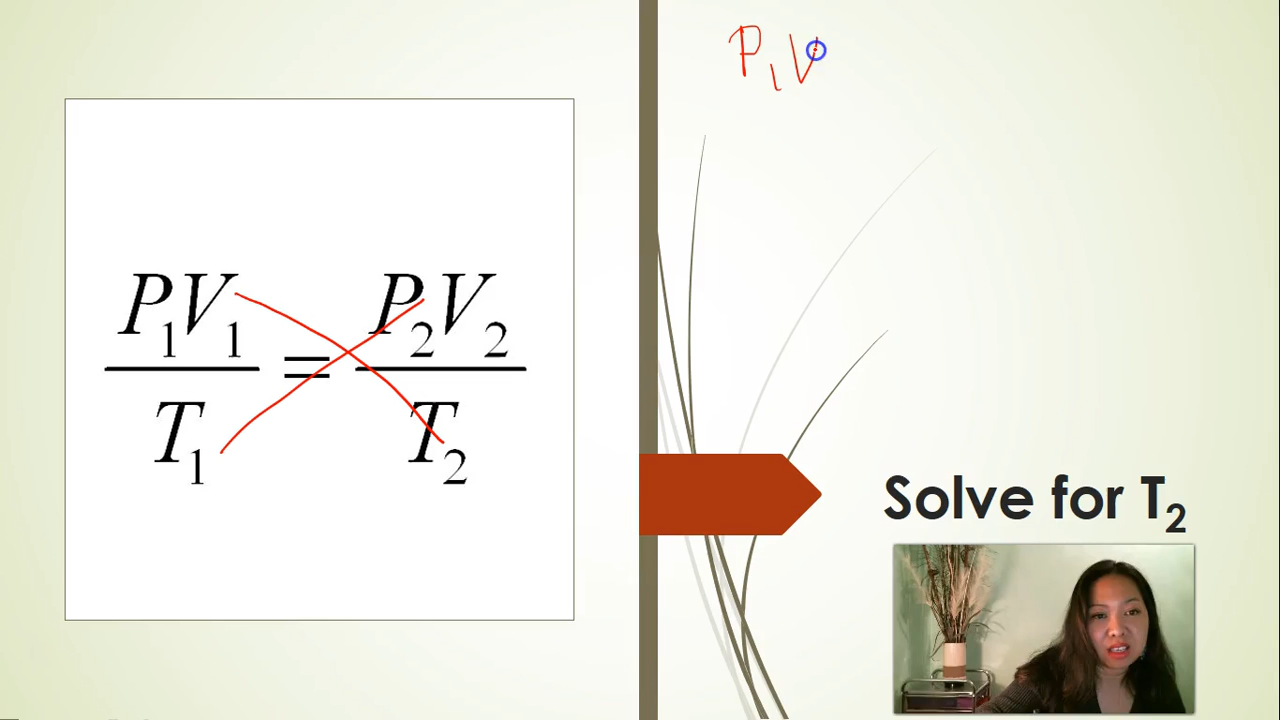 P₁V
P₁V₁ = P₂V₂
T₁ T₂
Solve for T₂